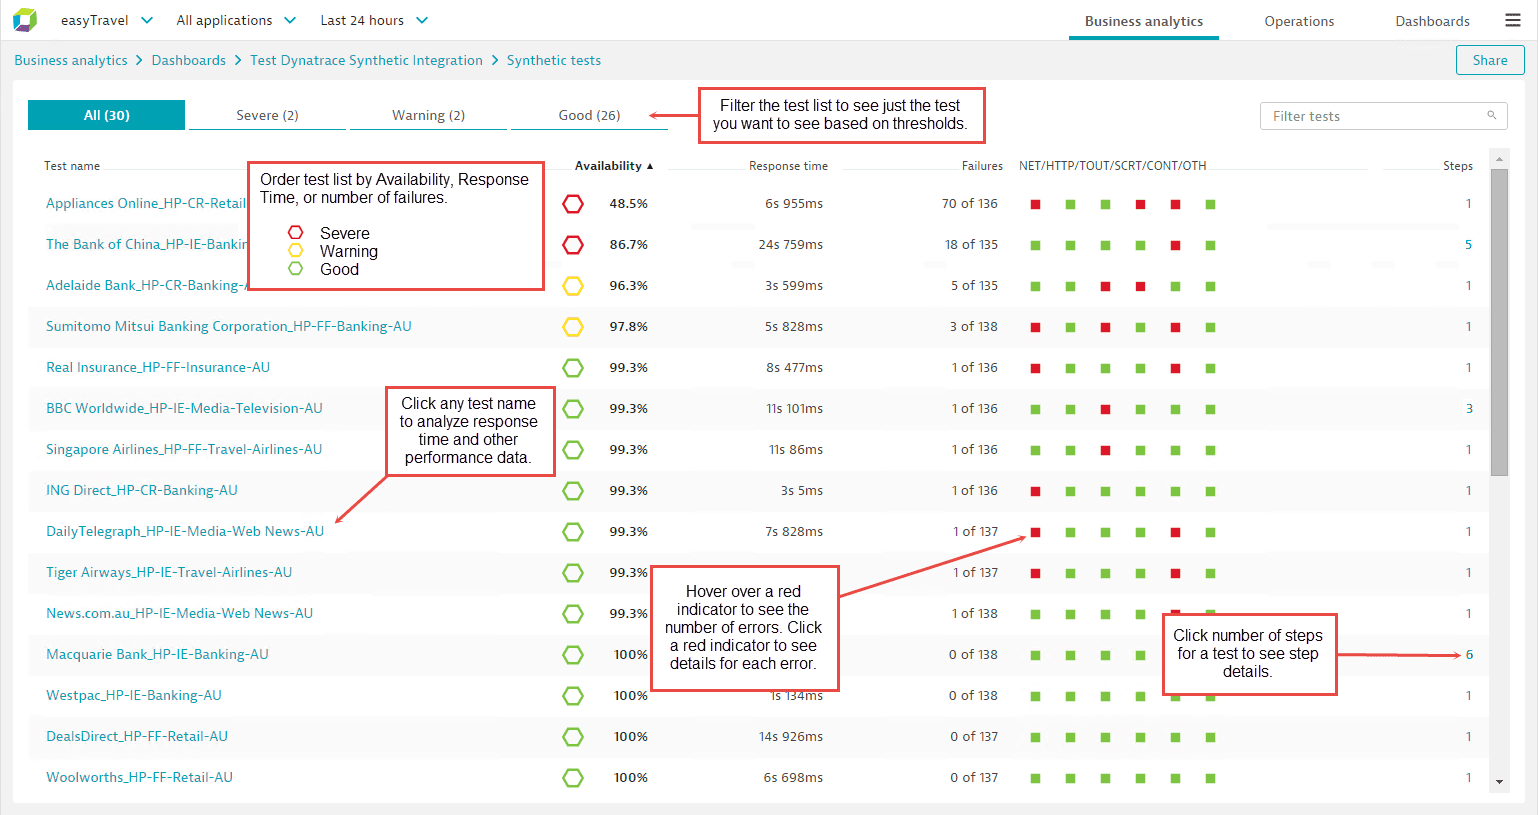 easyTravel All applications Last 24 hours Business analytics Operations Dashboards
Business analytics > Dashboards > Test Dynatrace Synthetic Integration > Synthetic tests Share
All (30) Severe (2) Warning (2) Good (26) Filter tests
Filter the test list to see just the test
you want to see based on thresholds.
Test name Availability ▲ Response time Failures NET/HTTP/TOUT/SCRT/CONT/OTH Steps
Order test list by Availability, Response
Time, or number of failures.
Severe
Warning
Good
Appliances Online_HP-CR-Retail 48.5% 6s 955ms 70 of 136 1
The Bank of China_HP-IE-Bankin 86.7% 24s 759ms 18 of 135 5
Adelaide Bank_HP-CR-Banking- 96.3% 3s 599ms 5 of 135 1
Sumitomo Mitsui Banking Corporation_HP-FF-Banking-AU 97.8% 5s 828ms 3 of 138 1
Real Insurance_HP-FF-Insurance-AU 99.3% 8s 477ms 1 of 136 1
BBC Worldwide_HP-IE-Media-Television-AU 99.3% 11s 101ms 1 of 136 3
Click any test name
to analyze response
time and other
performance data.
Singapore Airlines_HP-FF-Travel-Airlines-AU 99.3% 11s 86ms 1 of 136 1
ING Direct_HP-CR-Banking-AU 99.3% 3s 5ms 1 of 136 1
DailyTelegraph_HP-IE-Media-Web News-AU 99.3% 7s 828ms 1 of 137 1
Tiger Airways_HP-IE-Travel-Airlines-AU 99.3% 1 of 137 1
Hover over a red
indicator to see the
number of errors. Click
a red indicator to see
details for each error.
News.com.au_HP-IE-Media-Web News-AU 99.3% 1 of 138 1
Click number of steps
for a test to see step
details.
Macquarie Bank_HP-IE-Banking-AU 100% 0 of 138 6
Westpac_HP-IE-Banking-AU 100% 1s 134ms 0 of 138 1
DealsDirect_HP-FF-Retail-AU 100% 14s 926ms 0 of 137 1
Woolworths_HP-FF-Retail-AU 100% 6s 698ms 0 of 137 1